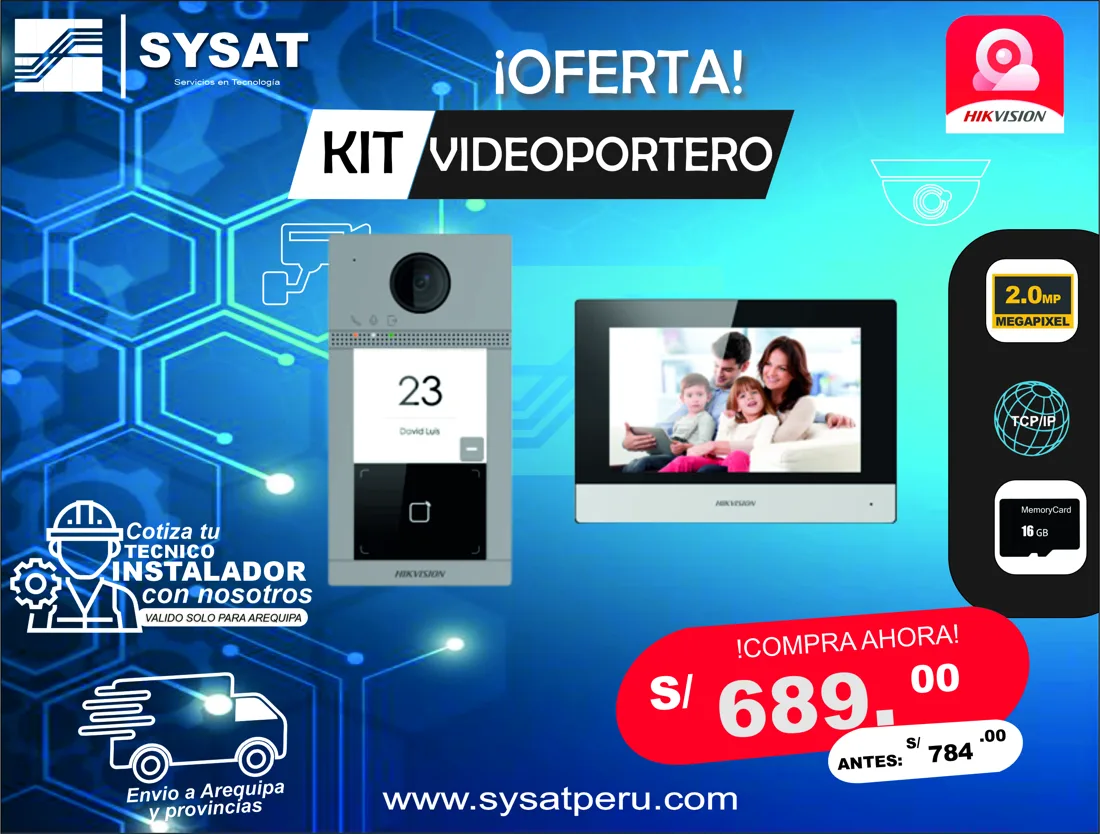 SYSAT
Servicios en Tecnología
¡OFERTA!
HIKVISION
KIT VIDEOPORTERO
2.0MP
MEGAPIXEL
23
David Luis
TCP/IP
HIKVISION
MemoryCard
16 GB
HIKVISION
Cotiza tu
TECNICO
INSTALADOR
con nosotros
VALIDO SOLO PARA AREQUIPA
!COMPRA AHORA!
S/ 689.00
ANTES: S/ 784.00
Envio a Arequipa
y provincias
www.sysatperu.com